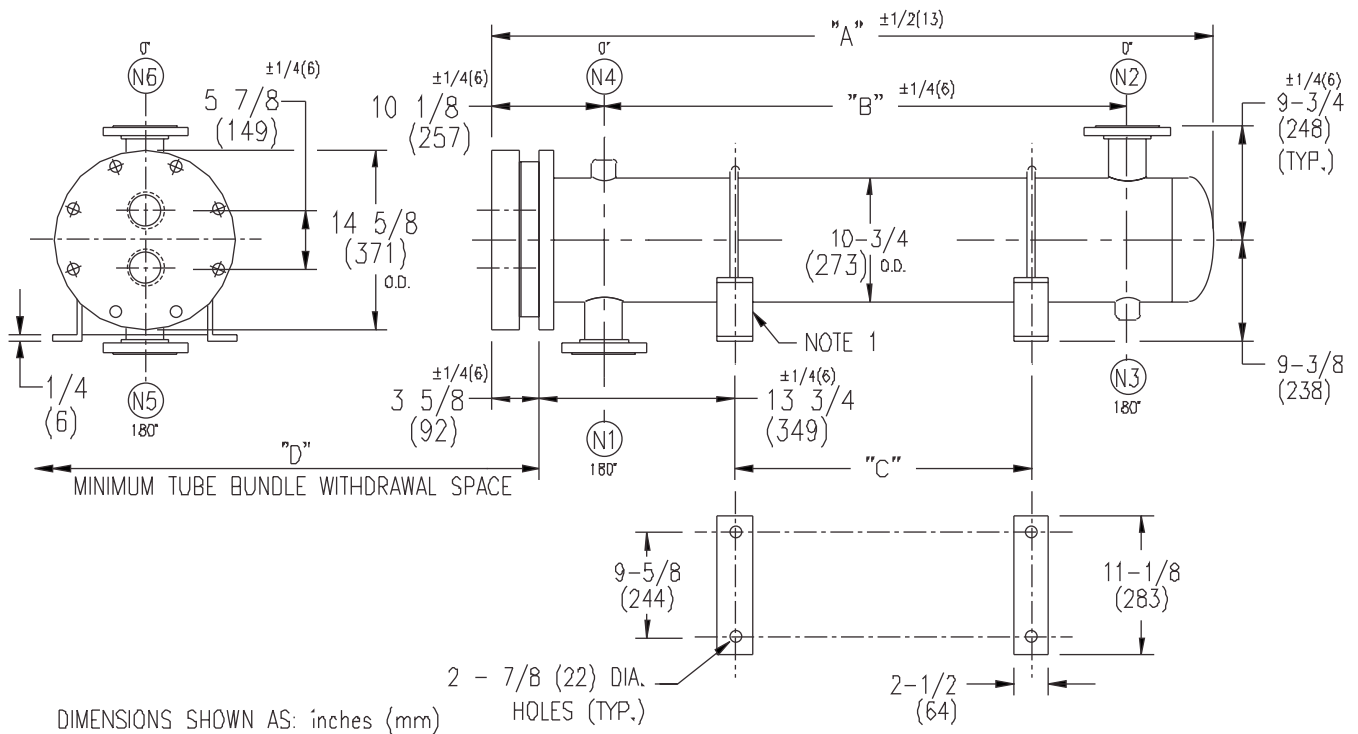 "A" ±1/2(13)
0°
N6
±1/4(6)
5 7/8
(149)
±1/4(6)
10 1/8
(257)
0°
N4
"B" ±1/4(6)
0°
N2
±1/4(6)
9-3/4
(248)
(TYP.)
14 5/8
(371)
O.D.
10-3/4
(273) O.D.
NOTE 1
1/4
(6)
N5
180°
±1/4(6)
3 5/8
(92)
N1
180°
±1/4(6)
13 3/4
(349)
N3
180°
9-3/8
(238)
"D"
MINIMUM TUBE BUNDLE WITHDRAWAL SPACE
"C"
9-5/8
(244)
11-1/8
(283)
2 - 7/8 (22) DIA.
HOLES (TYP.)
2-1/2
(64)
DIMENSIONS SHOWN AS: inches (mm)